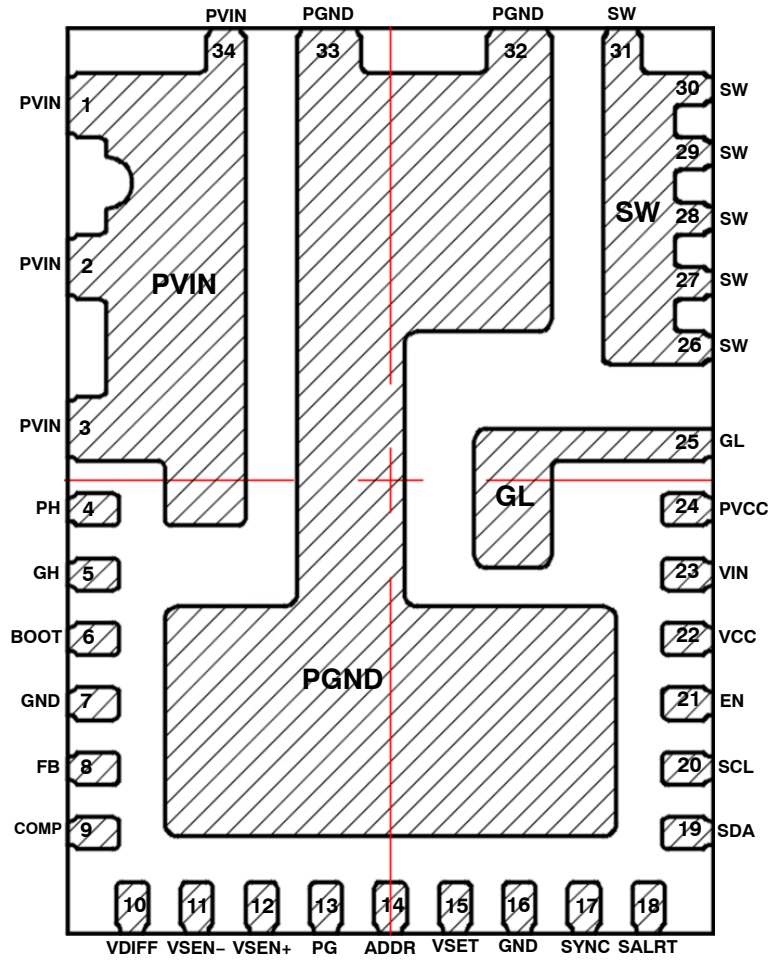 PVIN PGND PGND SW
34 33 32 31
PVIN 1 30 SW
29 SW
SW 28 SW
PVIN 2 27 SW
PVIN
26 SW
PVIN 3 25 GL
GL
PH 4 24 PVCC
GH 5 23 VIN
BOOT 6 22 VCC
PGND
GND 7 21 EN
FB 8 20 SCL
COMP 9 19 SDA
10 11 12 13 14 15 16 17 18
VDIFF VSEN− VSEN+ PG ADDR VSET GND SYNC SALRT